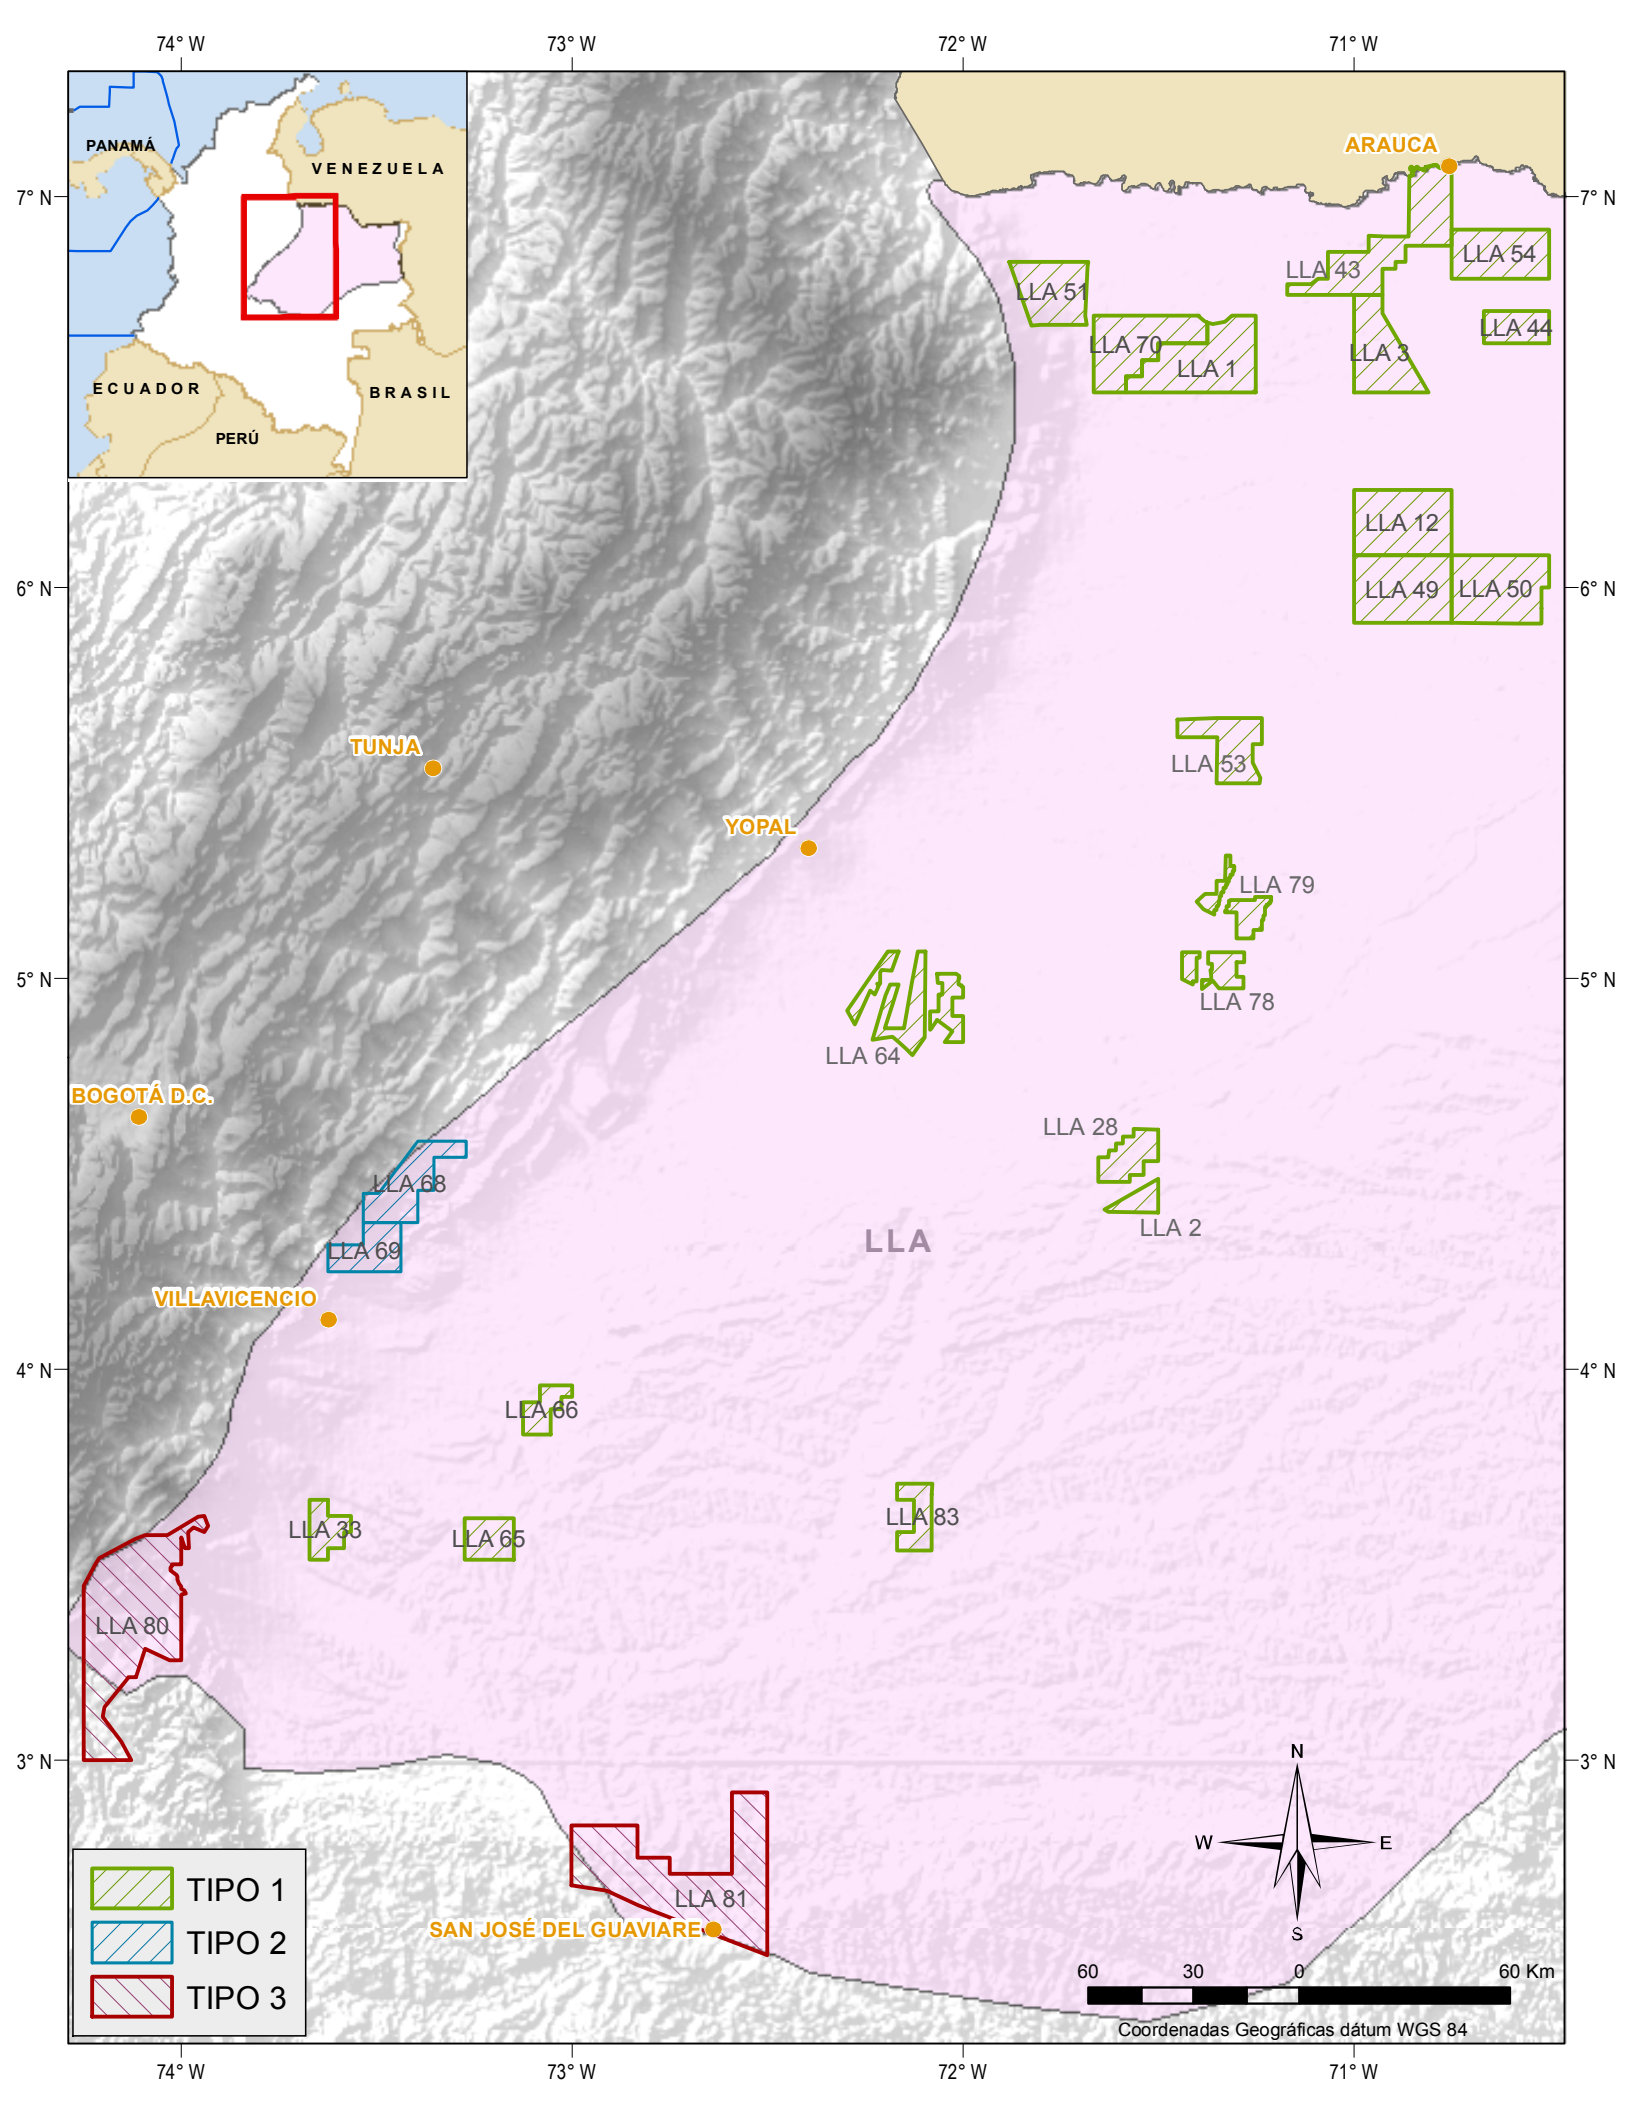 74° W
73° W
72° W
71° W
PANAMÁ
VENEZUELA
ECUADOR
BRASIL
PERÚ
ARAUCA
7° N
7° N
LLA 54
LLA 43
LLA 51
LLA 44
LLA 70
LLA 3
LLA 1
LLA 12
6° N
LLA 49
LLA 50
6° N
TUNJA
LLA 53
YOPAL
LLA 79
5° N
5° N
LLA 78
LLA 64
BOGOTÁ D.C.
LLA 28
LLA 68
LLA 2
LLA
LLA 69
VILLAVICENCIO
4° N
4° N
LLA 66
LLA 83
LLA 33
LLA 65
LLA 80
3° N
3° N
N
W
E
S
LLA 81
SAN JOSÉ DEL GUAVIARE
TIPO 1
TIPO 2
TIPO 3
60
30
0
60 Km
Coordenadas Geográficas dátum WGS 84
74° W
73° W
72° W
71° W